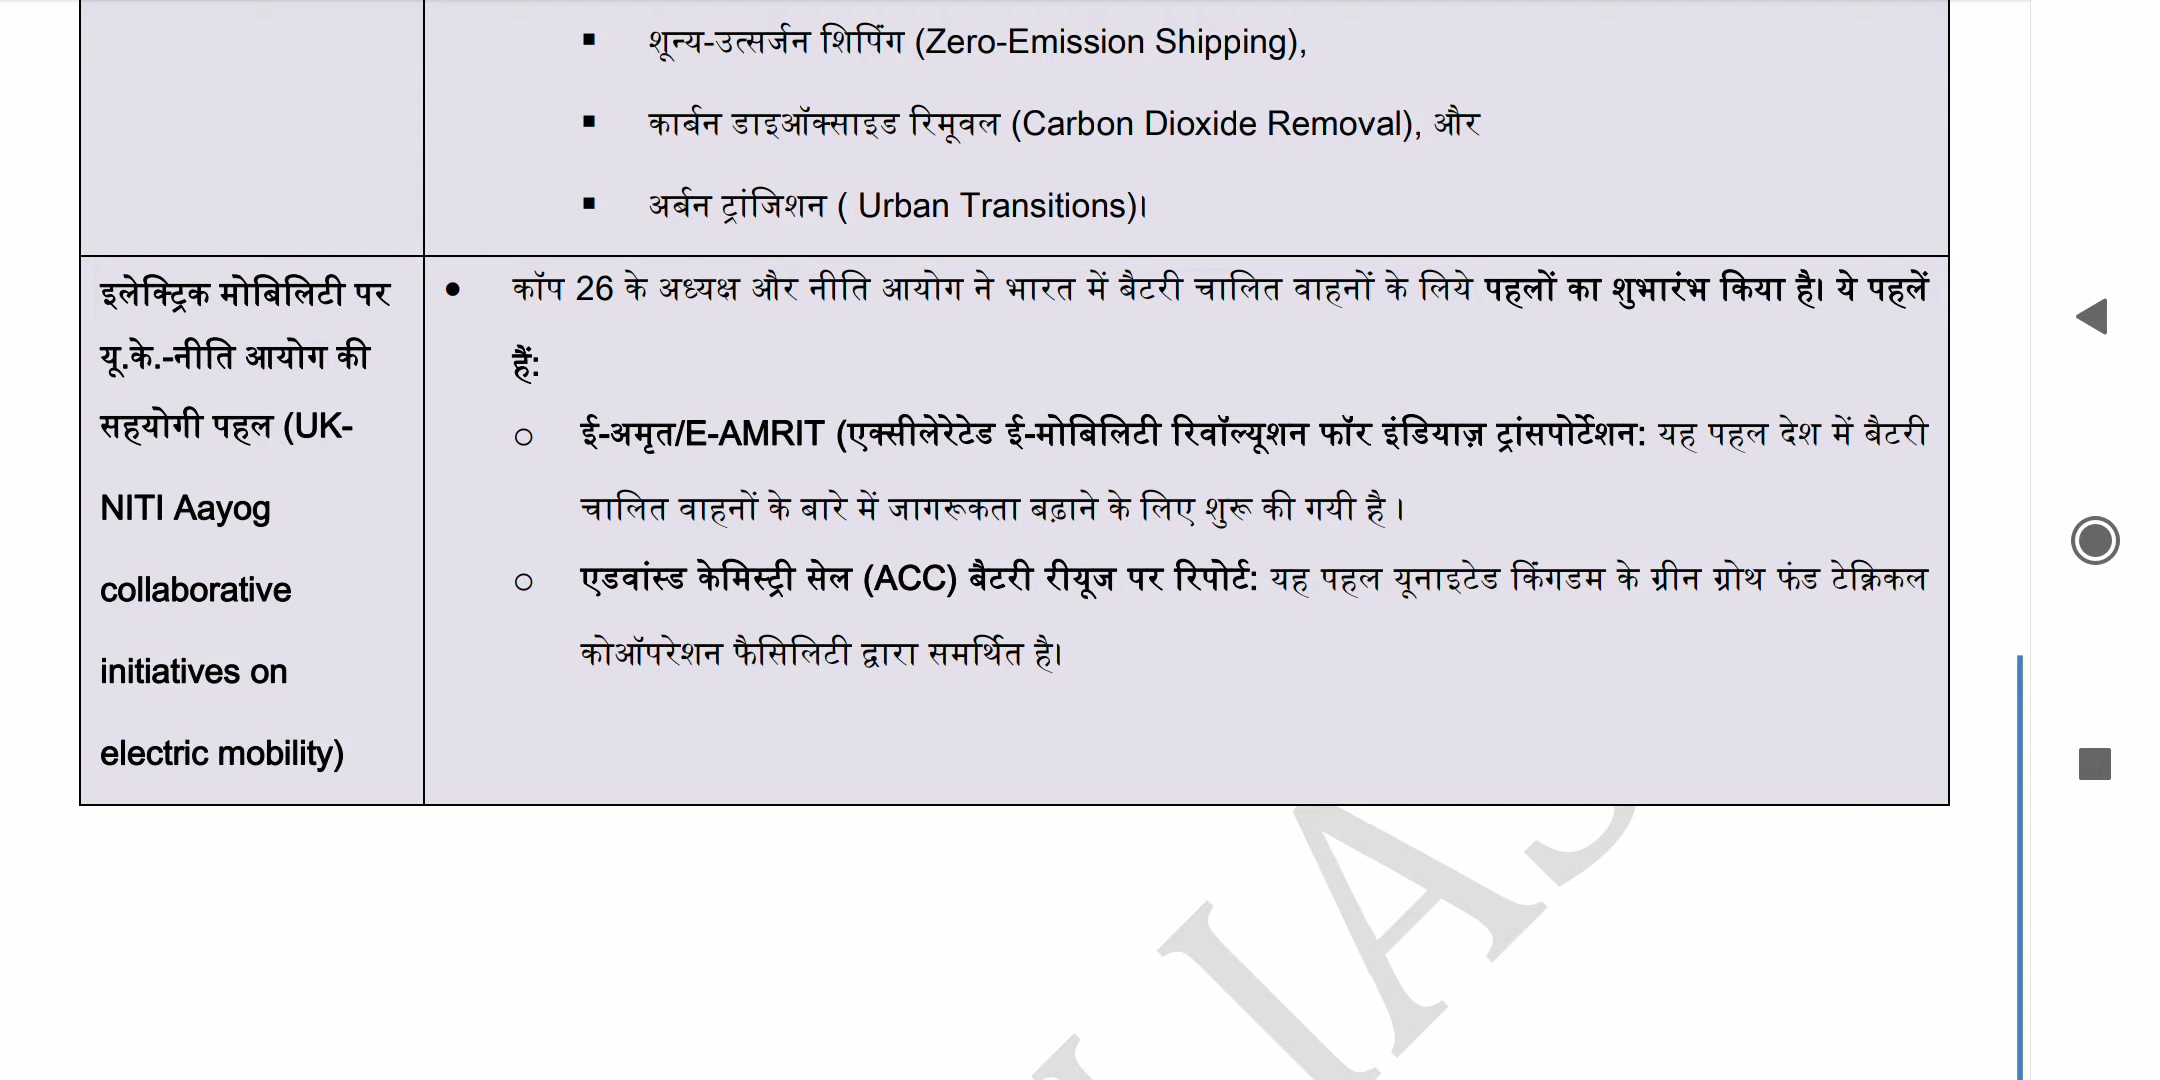 शून्य-उत्सर्जन शिपिंग (Zero-Emission Shipping),
कार्बन डाइऑक्साइड रिमूवल (Carbon Dioxide Removal), और
अर्बन ट्रांजिशन ( Urban Transitions)।
इलेक्ट्रिक मोबिलिटी पर
यू.के.-नीति आयोग की
सहयोगी पहल (UK-
NITI Aayog
collaborative
initiatives on
electric mobility)
कॉप 26 के अध्यक्ष और नीति आयोग ने भारत में बैटरी चालित वाहनों के लिये पहलों का शुभारंभ किया है। ये पहलें
हैं:
ई-अमृत/E-AMRIT (एक्सीलेरेटेड ई-मोबिलिटी रिवॉल्यूशन फॉर इंडियाज़ ट्रांसपोर्टेशन: यह पहल देश में बैटरी
चालित वाहनों के बारे में जागरूकता बढ़ाने के लिए शुरू की गयी है ।
एडवांस्ड केमिस्ट्री सेल (ACC) बैटरी रीयूज पर रिपोर्ट: यह पहल यूनाइटेड किंगडम के ग्रीन ग्रोथ फंड टेक्निकल
कोऑपरेशन फैसिलिटी द्वारा समर्थित है।
IAS